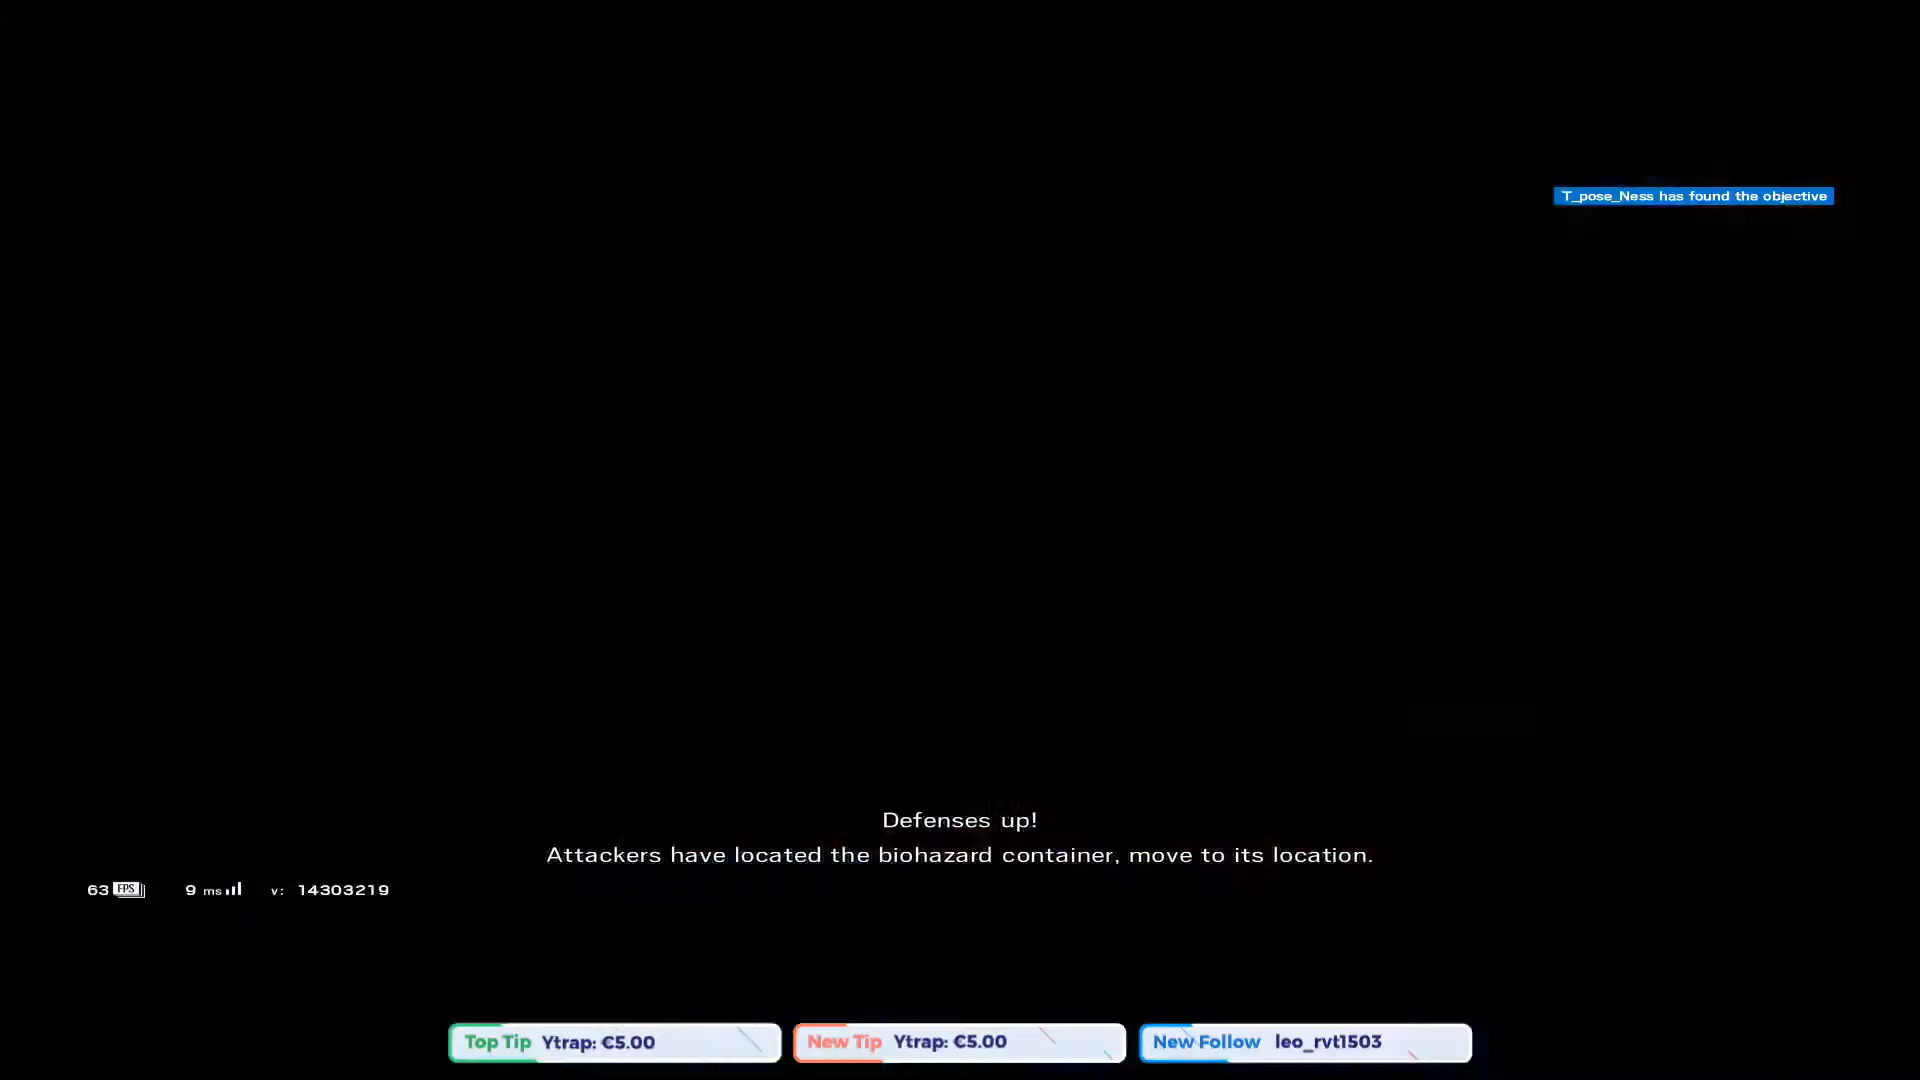 T_pose_Ness has found the objective
Defenses up!
Attackers have located the biohazard container, move to its location.
63 FPS 9 ms v: 14303219
Top Tip Ytrap: €5.00
New Tip Ytrap: €5.00
New Follow leo_rvt1503